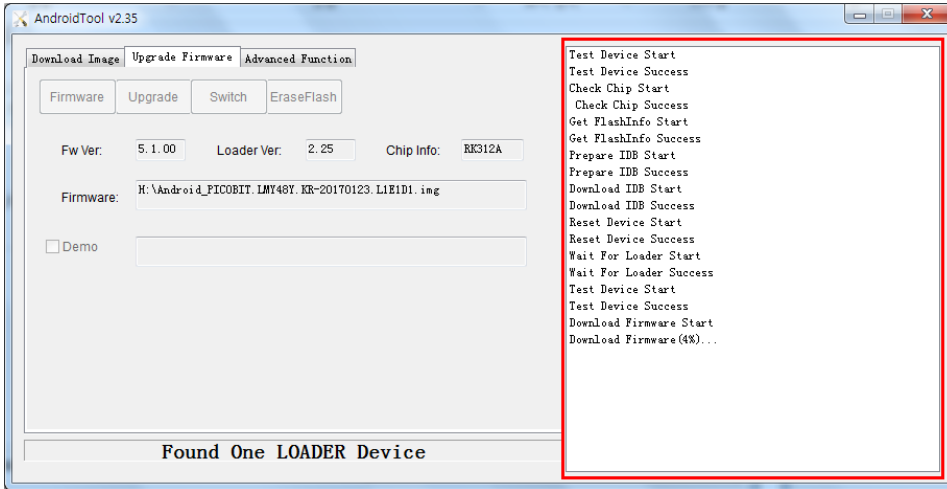 AndroidTool v2.35
Download Image Upgrade Firmware Advanced Function
Firmware Upgrade Switch EraseFlash
Fw Ver: 5.1.00 Loader Ver: 2.25 Chip Info: RK312A
Firmware: H:\Android_PICOBIT.LMY48Y.KR-20170123.L1E1D1.img
Demo
Found One LOADER Device
Test Device Start
Test Device Success
Check Chip Start
Check Chip Success
Get FlashInfo Start
Get FlashInfo Success
Prepare IDB Start
Prepare IDB Success
Download IDB Start
Download IDB Success
Reset Device Start
Reset Device Success
Wait For Loader Start
Wait For Loader Success
Test Device Start
Test Device Success
Download Firmware Start
Download Firmware(4%)...